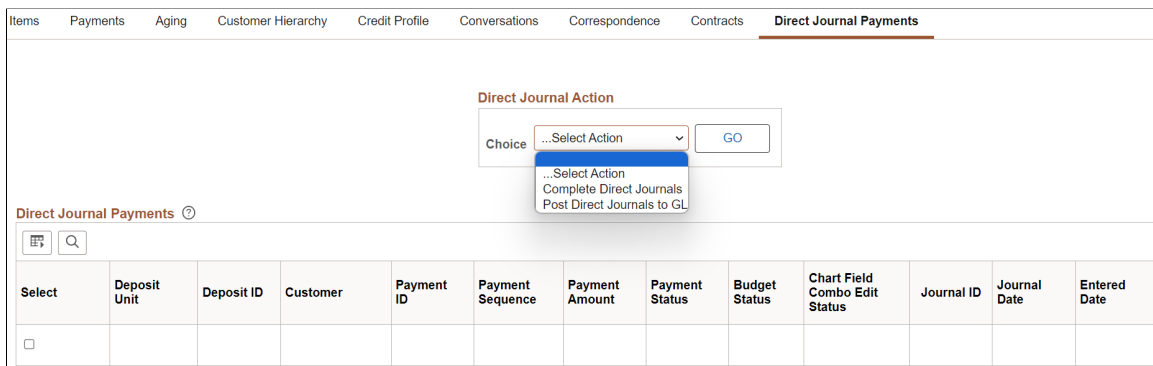 Items Payments Aging Customer Hierarchy Credit Profile Conversations Correspondence Contracts Direct Journal Payments
Direct Journal Action
Choice ...Select Action GO
...Select Action
Complete Direct Journals
Post Direct Journals to GL
Direct Journal Payments ?
Select Deposit Unit Deposit ID Customer Payment ID Payment Sequence Payment Amount Payment Status Budget Status Chart Field Combo Edit Status Journal ID Journal Date Entered Date